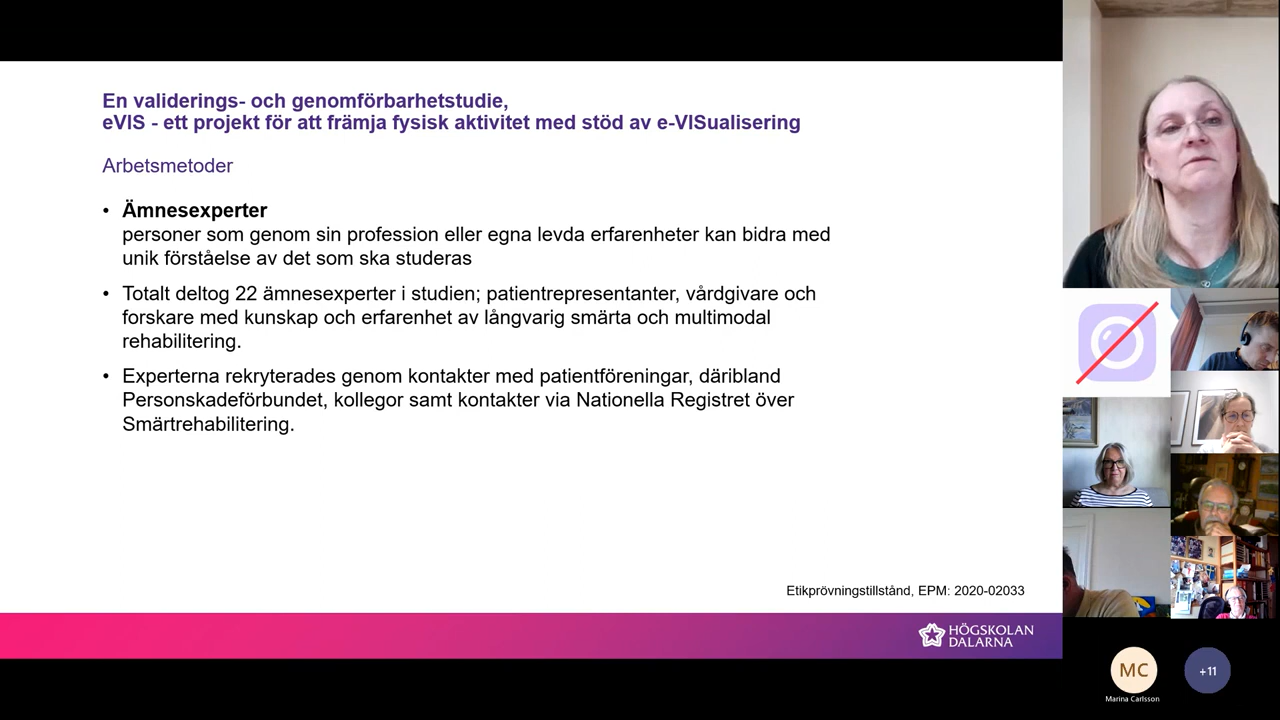 En validerings- och genomförbarhetstudie,
eVIS - ett projekt för att främja fysisk aktivitet med stöd av e-VISualisering
Arbetsmetoder
• Ämnesexperter
personer som genom sin profession eller egna levda erfarenheter kan bidra med
unik förståelse av det som ska studeras
• Totalt deltog 22 ämnesexperter i studien; patientrepresentanter, vårdgivare och
forskare med kunskap och erfarenhet av långvarig smärta och multimodal
rehabilitering.
• Experterna rekryterades genom kontakter med patientföreningar, däribland
Personskadeförbundet, kollegor samt kontakter via Nationella Registret över
Smärtrehabilitering.
Etikprövningstillstånd, EPM: 2020-02033
HÖGSKOLAN
DALARNA
MC
+11
Marina Carlsson